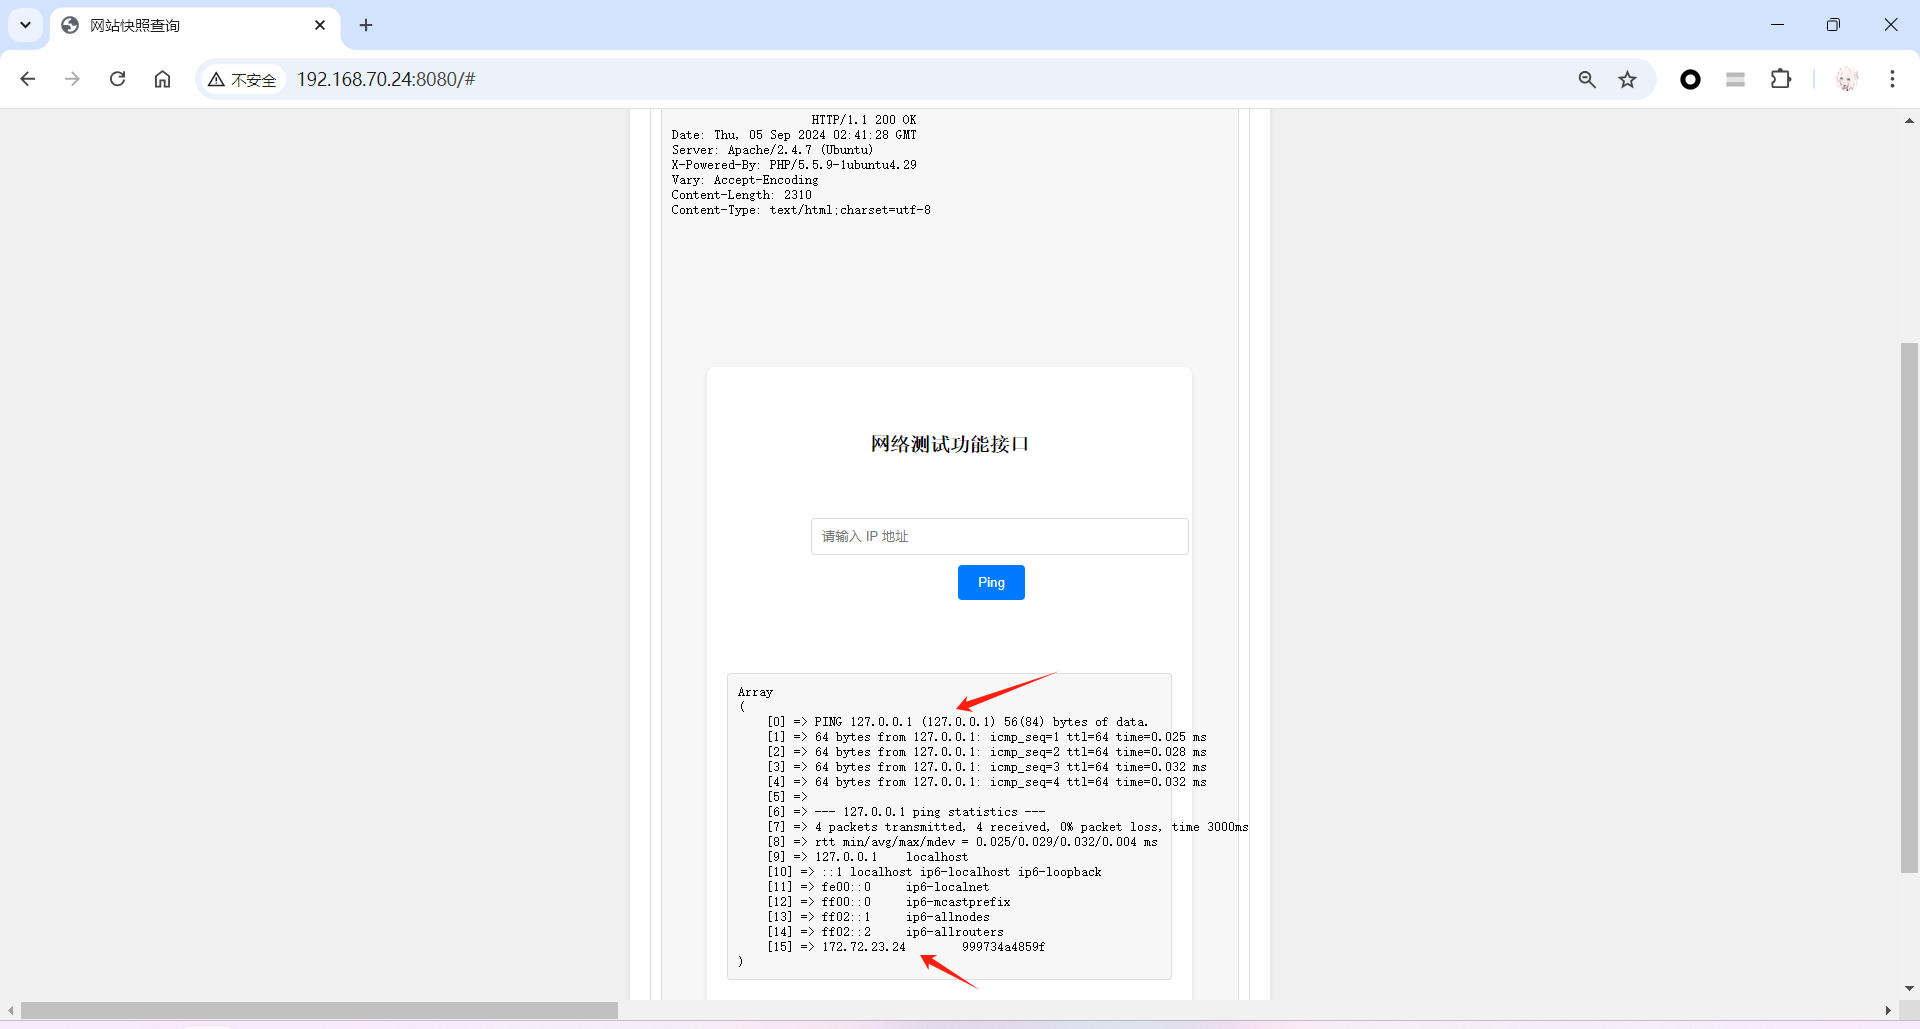 网站快照查询
不安全
192.168.70.24:8080/#
HTTP/1.1 200 OK
Date: Thu, 05 Sep 2024 02:41:28 GMT
Server: Apache/2.4.7 (Ubuntu)
X-Powered-By: PHP/5.5.9-1ubuntu4.29
Vary: Accept-Encoding
Content-Length: 2310
Content-Type: text/html;charset=utf-8
网络测试功能接口
请输入 IP 地址
Ping
Array
(
[0] => PING 127.0.0.1 (127.0.0.1) 56(84) bytes of data.
[1] => 64 bytes from 127.0.0.1: icmp_seq=1 ttl=64 time=0.025 ms
[2] => 64 bytes from 127.0.0.1: icmp_seq=2 ttl=64 time=0.028 ms
[3] => 64 bytes from 127.0.0.1: icmp_seq=3 ttl=64 time=0.032 ms
[4] => 64 bytes from 127.0.0.1: icmp_seq=4 ttl=64 time=0.032 ms
[5] =>
[6] => --- 127.0.0.1 ping statistics ---
[7] => 4 packets transmitted, 4 received, 0% packet loss, time 3000ms
[8] => rtt min/avg/max/mdev = 0.025/0.029/0.032/0.004 ms
[9] => 127.0.0.1    localhost
[10] => ::1 localhost ip6-localhost ip6-loopback
[11] => fe00::0    ip6-localnet
[12] => ff00::0    ip6-mcastprefix
[13] => ff02::1    ip6-allnodes
[14] => ff02::2    ip6-allrouters
[15] => 172.72.23.24    999734a4859f
)